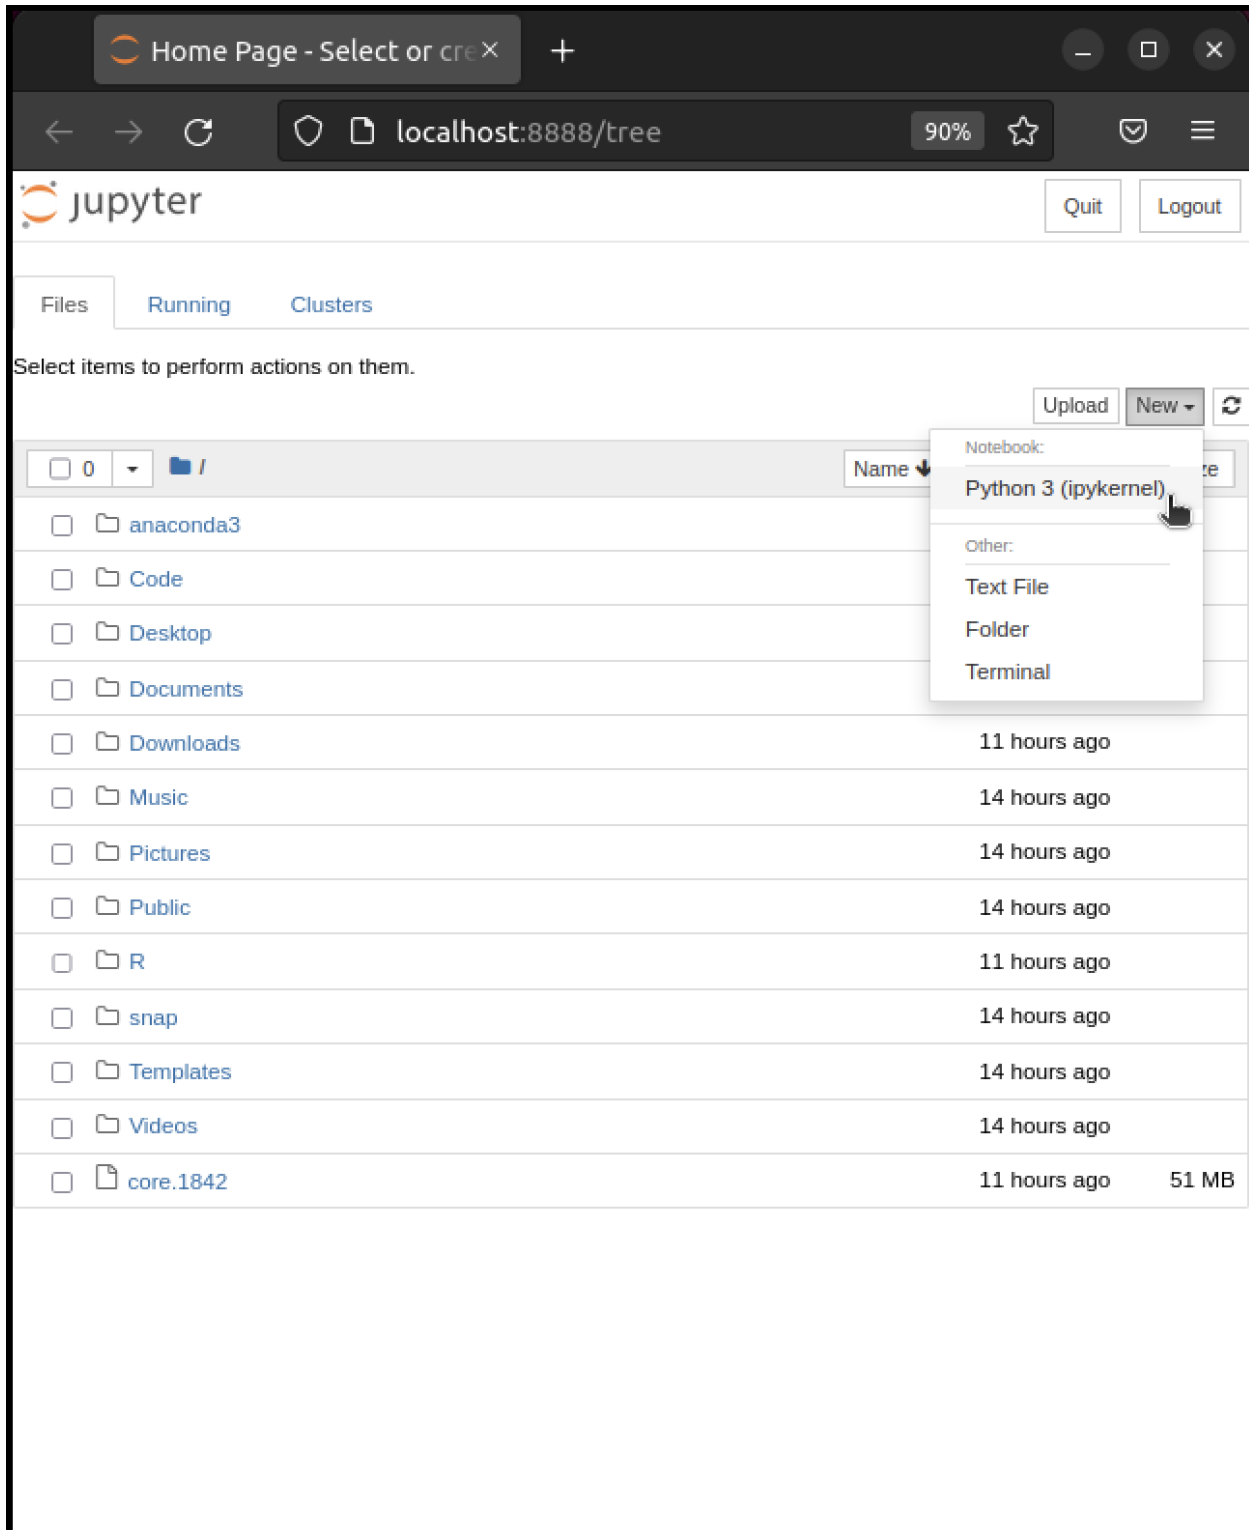 Home Page - Select or cre
localhost:8888/tree
90%
jupyter
Quit
Logout
Files
Running
Clusters
Select items to perform actions on them.
Upload
New
0
/
Name
ze
Notebook:
Python 3 (ipykernel)
Other:
Text File
Folder
Terminal
anaconda3
Code
Desktop
Documents
Downloads 11 hours ago
Music 14 hours ago
Pictures 14 hours ago
Public 14 hours ago
R 11 hours ago
snap 14 hours ago
Templates 14 hours ago
Videos 14 hours ago
core.1842 11 hours ago 51 MB